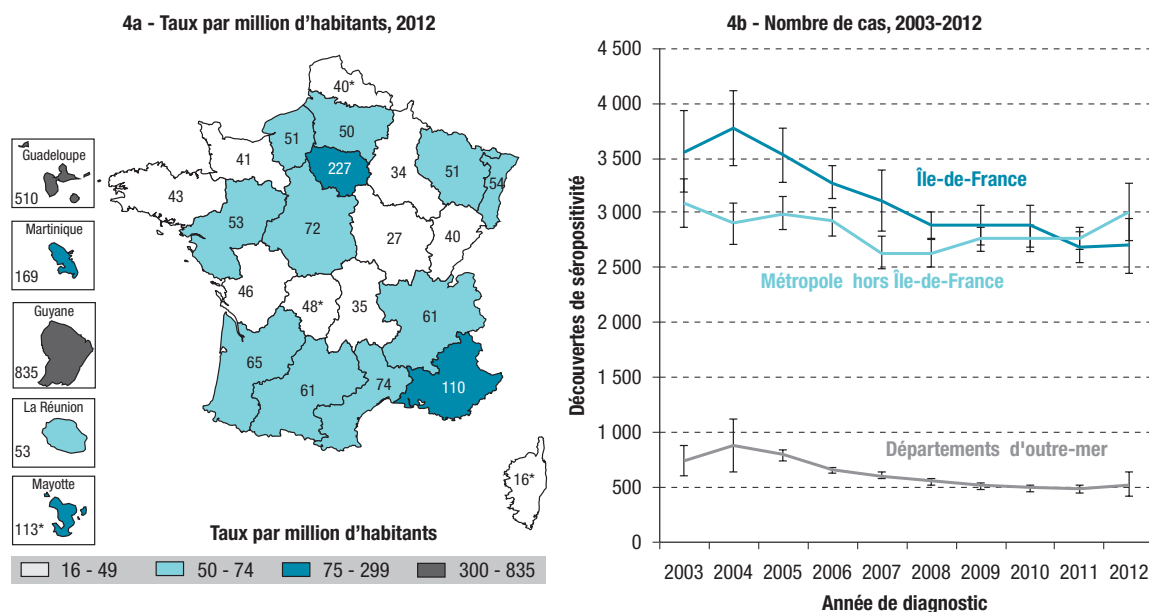 4a - Taux par million d’habitants, 2012
40*
51
50
41
227
34
51
54
43
53
72
27
40
46
48*
35
61
65
61
74
110
16*
Guadeloupe
510
Martinique
169
Guyane
835
La Réunion
53
Mayotte
113*
Taux par million d’habitants
16 - 49
50 - 74
75 - 299
300 - 835
4b - Nombre de cas, 2003-2012
Découvertes de séropositivité
4 500
4 000
3 500
3 000
2 500
2 000
1 500
1 000
500
0
Île-de-France
Métropole hors Île-de-France
Départements d'outre-mer
2003 2004 2005 2006 2007 2008 2009 2010 2011 2012
Année de diagnostic